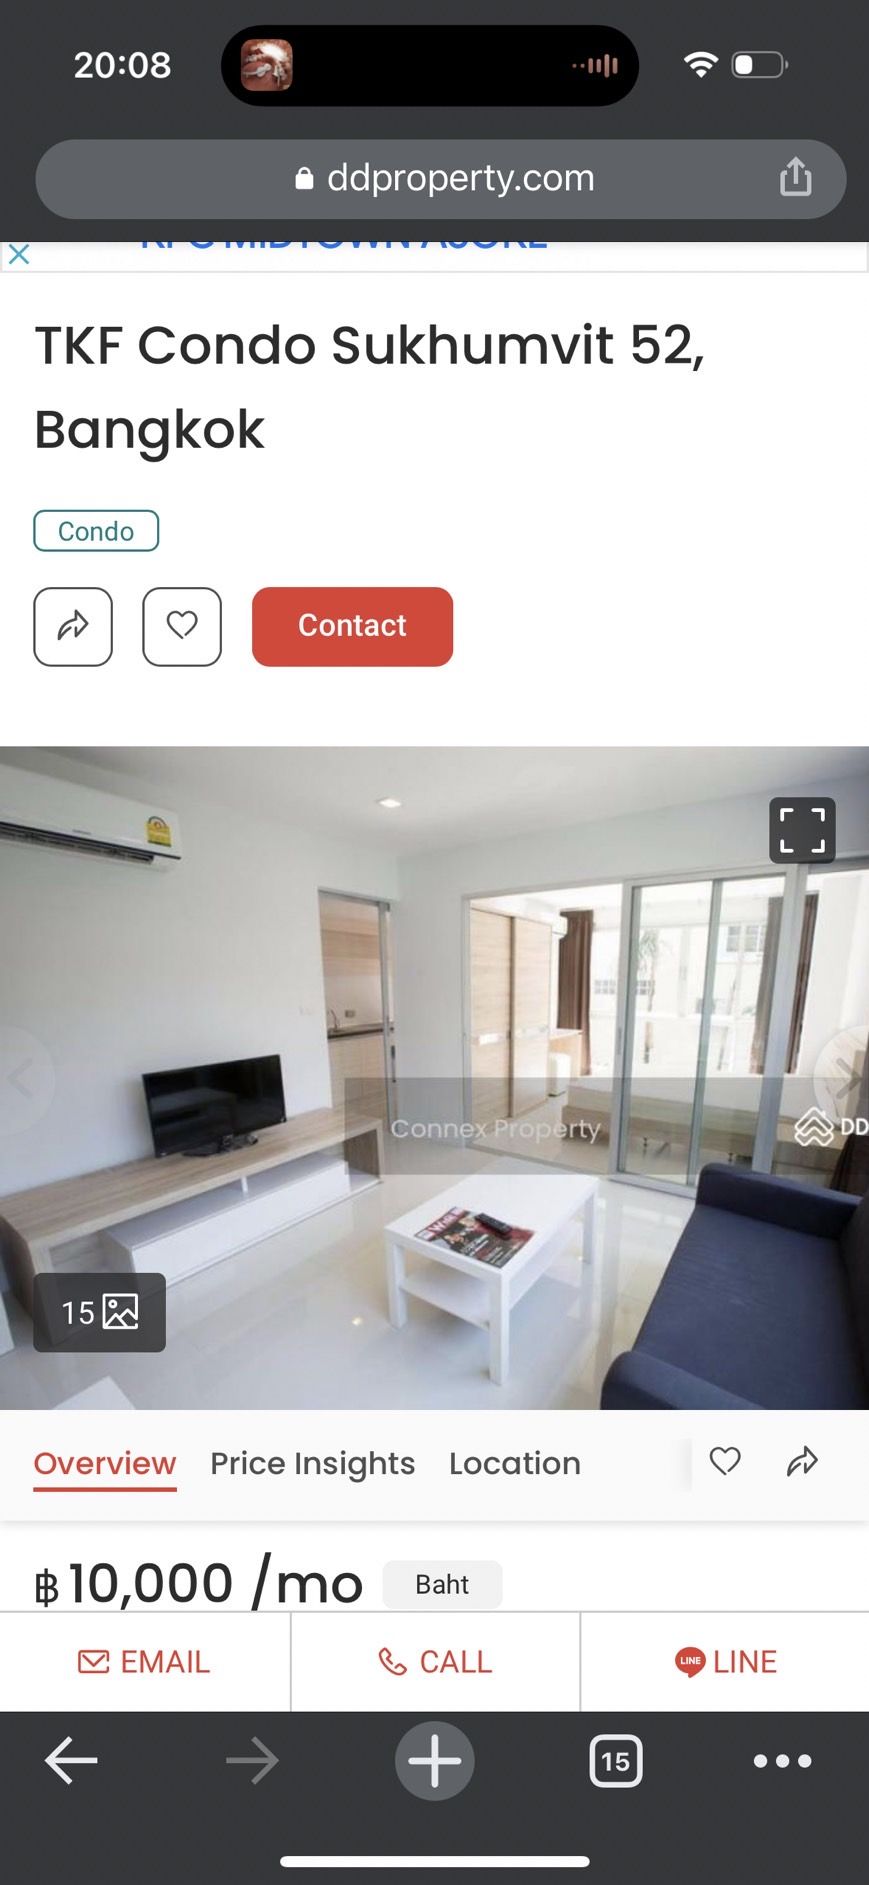 20:08
ddproperty.com
TKF Condo Sukhumvit 52,
Bangkok
Condo
Contact
Connex Property
DD
15
Overview Price Insights Location
฿10,000 /mo Baht
EMAIL CALL LINE LINE
15